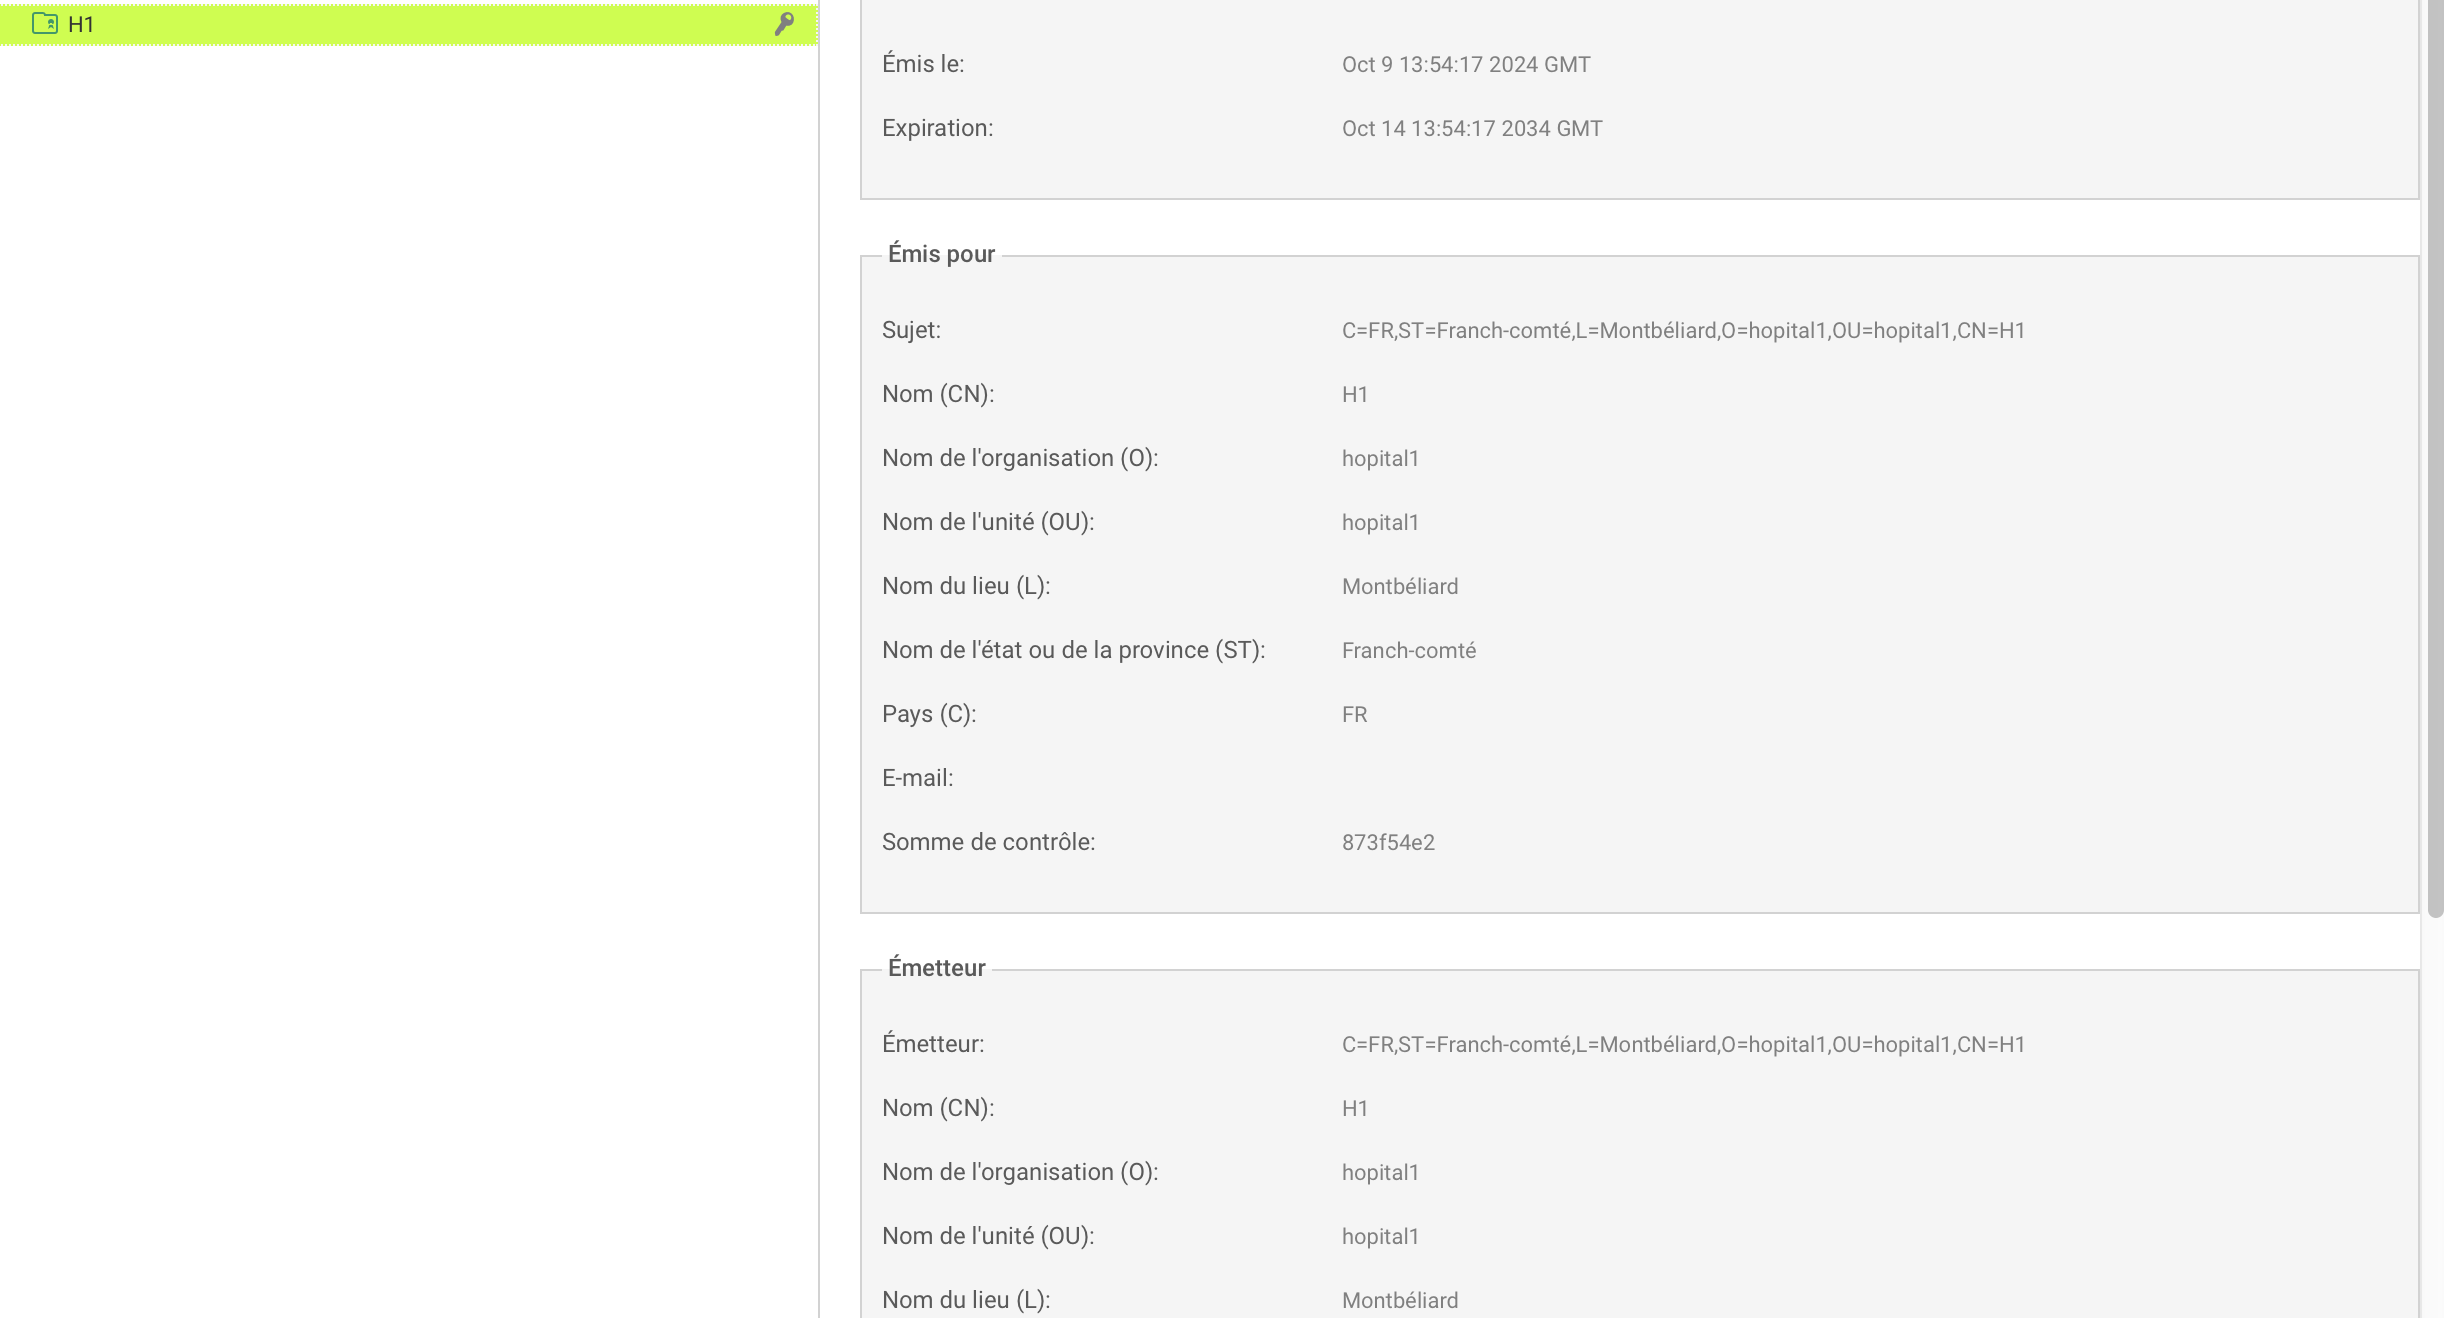 H1
Émis le: Oct 9 13:54:17 2024 GMT
Expiration: Oct 14 13:54:17 2034 GMT
Émis pour
Sujet: C=FR,ST=Franch-comté,L=Montbéliard,O=hopital1,OU=hopital1,CN=H1
Nom (CN): H1
Nom de l'organisation (O): hopital1
Nom de l'unité (OU): hopital1
Nom du lieu (L): Montbéliard
Nom de l'état ou de la province (ST): Franch-comté
Pays (C): FR
E-mail:
Somme de contrôle: 873f54e2
Émetteur
Émetteur: C=FR,ST=Franch-comté,L=Montbéliard,O=hopital1,OU=hopital1,CN=H1
Nom (CN): H1
Nom de l'organisation (O): hopital1
Nom de l'unité (OU): hopital1
Nom du lieu (L): Montbéliard